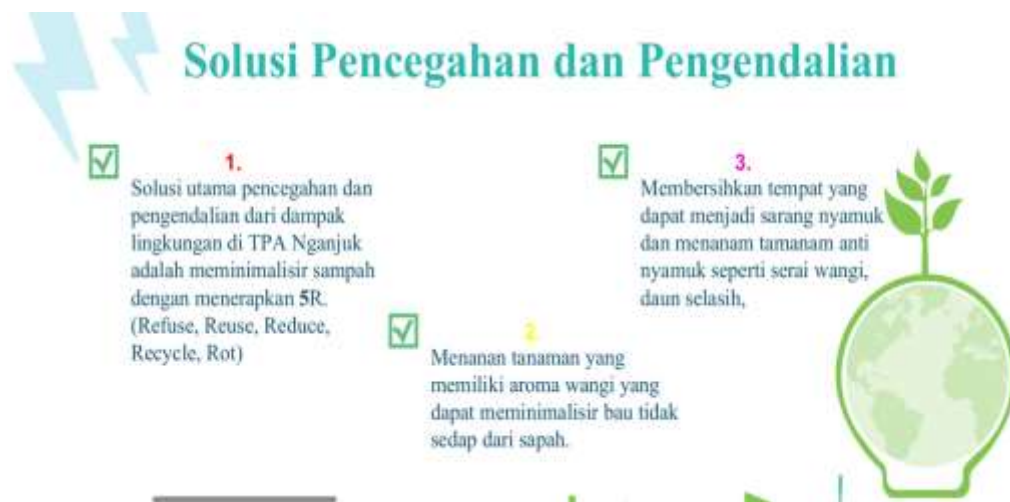 Solusi Pencegahan dan Pengendalian
1.
Solusi utama pencegahan dan
pengendalian dari dampak
lingkungan di TPA Nganjuk
adalah meminimalisir sampah
dengan menerapkan 5R.
(Refuse, Reuse, Reduce,
Recycle, Rot)
2.
Menanan tanaman yang
memiliki aroma wangi yang
dapat meminimalisir bau tidak
sedap dari sapah.
3.
Membersihkan tempat yang
dapat menjadi sarang nyamuk
dan menanam tamanam anti
nyamuk seperti serai wangi,
daun selasih,